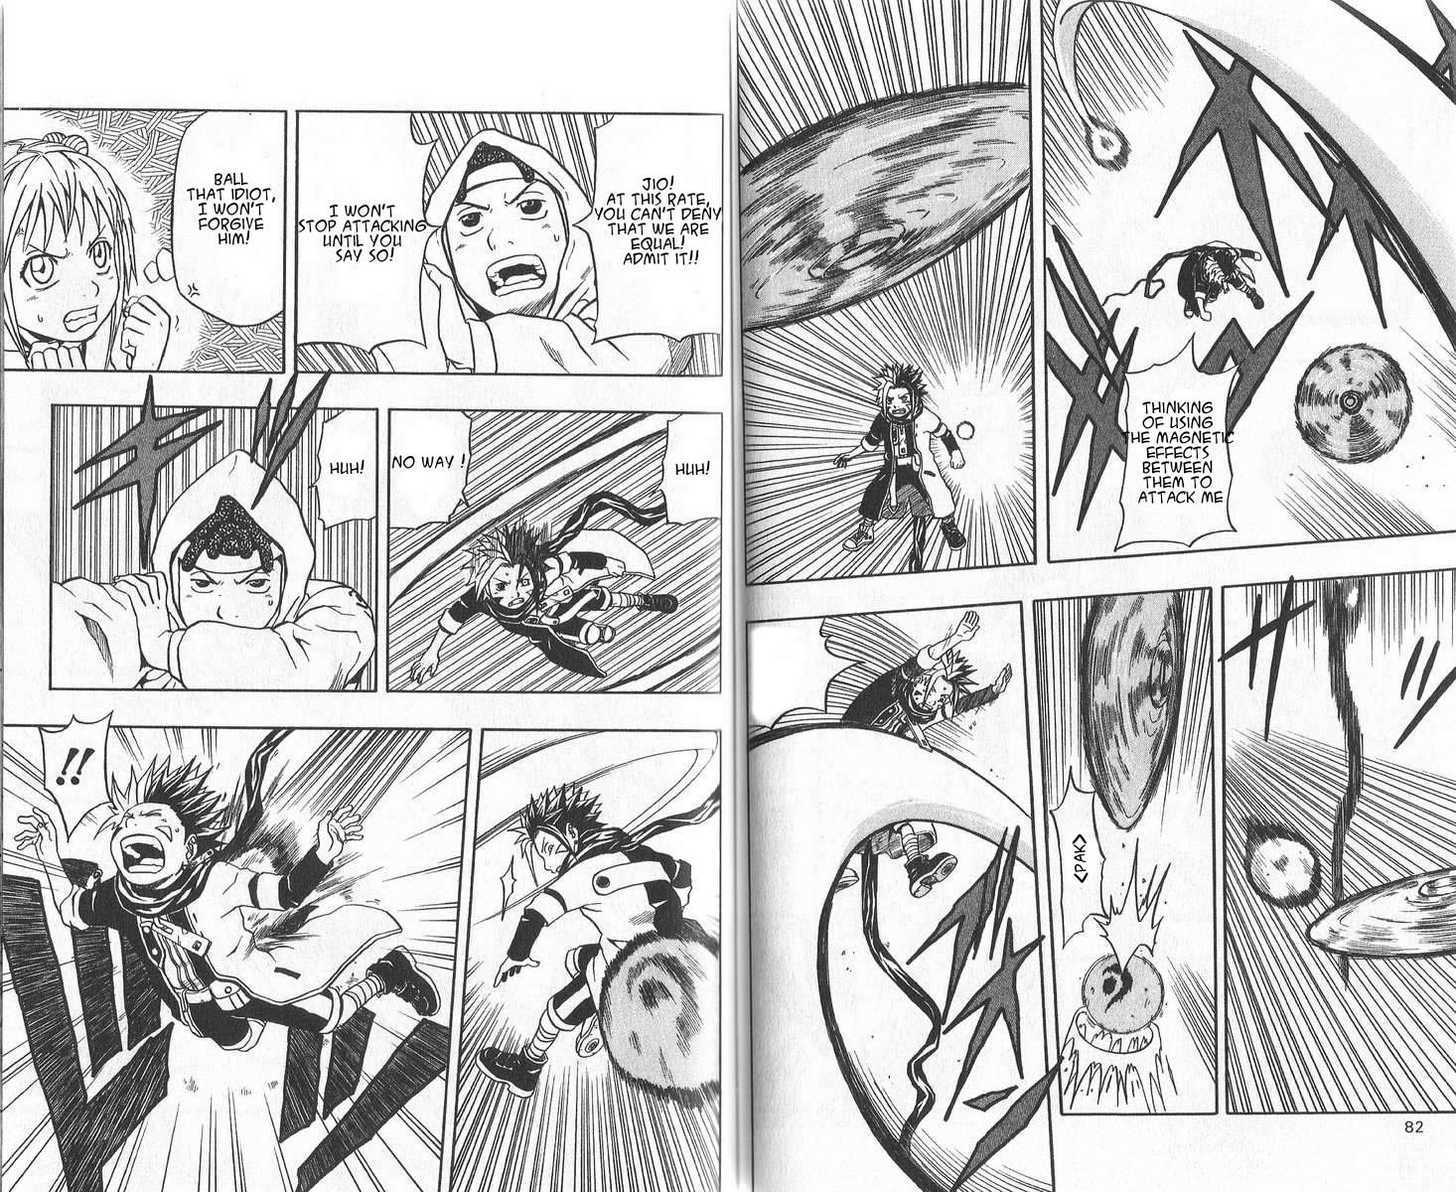 THINKING
OF USING
THE MAGNETIC
EFFECTS
BETWEEN
THEM TO
ATTACK ME
<PAK>
82
JIO!
AT THIS RATE,
YOU CAN'T DENY
THAT WE ARE
EQUAL!
ADMIT IT!!
I WON'T
STOP ATTACKING
UNTIL YOU
SAY SO!
BALL
THAT IDIOT,
I WON'T
FORGIVE
HIM!
HUH!
NO WAY !
HUH!
!!